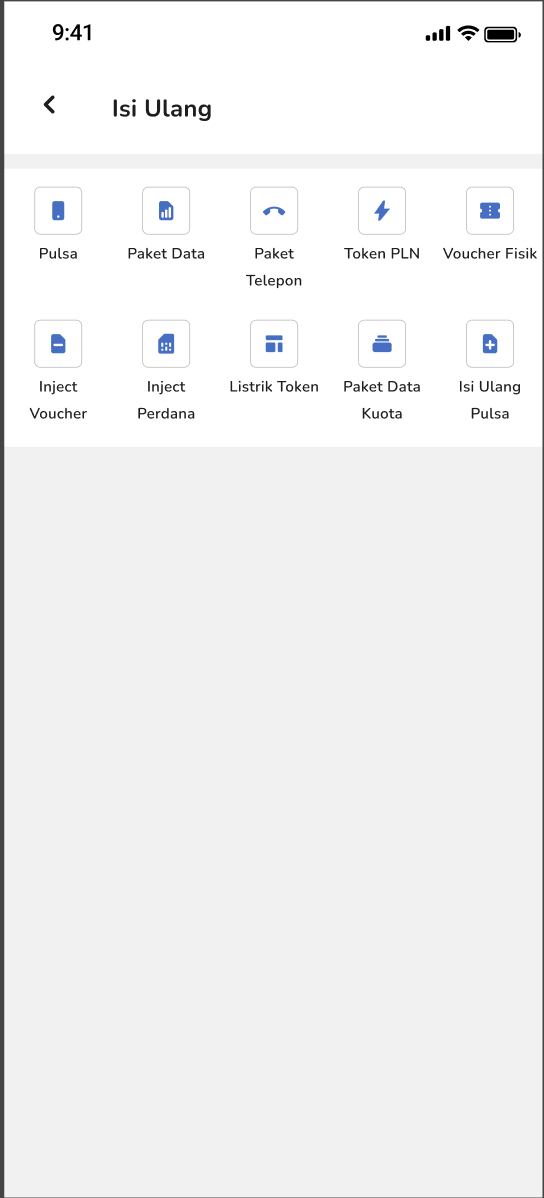 9:41
Isi Ulang
Pulsa
Paket Data
Paket
Telepon
Token PLN
Voucher Fisik
Inject
Voucher
Inject
Perdana
Listrik Token
Paket Data
Kuota
Isi Ulang
Pulsa